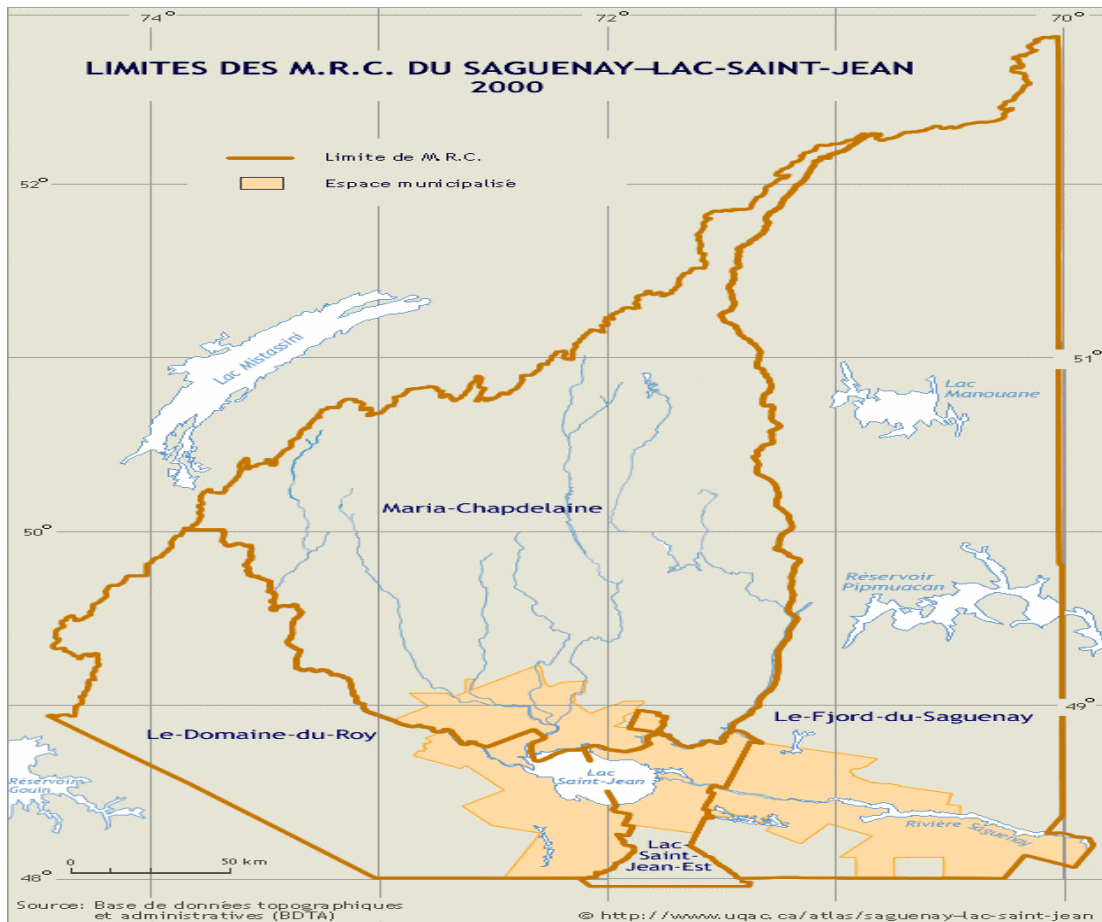 74° 72° 70°
LIMITES DES M.R.C. DU SAGUENAY–LAC-SAINT-JEAN
2000
Limite de M.R.C.
52°
Espace municipalisé
Lac Mistassini
51°
Lac
Manouane
Maria-Chapdelaine
50°
Réservoir
Pipmuacan
49°
Le-Fjord-du-Saguenay
Le-Domaine-du-Roy
Réservoir
Gouin
Lac
Saint-Jean
Rivière Saguenay
Lac-
Saint-
Jean-Est
0 50 km
48°
Source: Base de données topographiques
et administratives (BDTA)
© http://www.uqac.ca/atlas/saguenay-lac-saint-jean